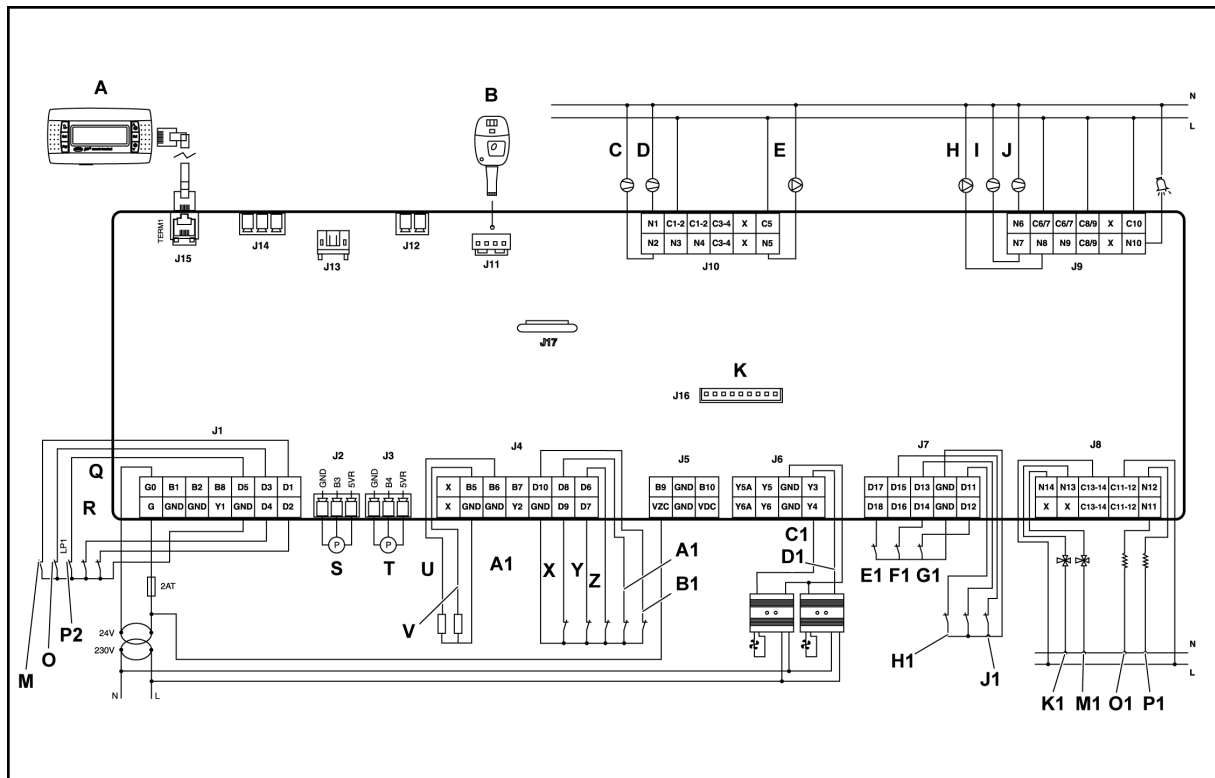 A
B
N
L
C D E H I J
TERM1
J15
J14
J13
J12
J11
N1 C1-2 C1-2 C3-4 X C5
N2 N3 N4 C3-4 X N5
J10
N6 C6/7 C6/7 C8/9 X C10
N7 N8 N9 C8/9 X N10
J9
J17
K
J16
J1
J2
J3
J4
J5
J6
J7
J8
Q
R
G0 B1 B2 B8 D5 D3 D1
G GND GND Y1 GND D4 D2
GND B3 5VR
GND B4 5VR
X B5 B6 B7 D10 D8 D6
X GND GND Y2 GND D9 D7
B9 GND B10
VZC GND VDC
Y5A Y5 GND Y3
Y6A Y6 GND Y4
D17 D15 D13 GND D11
D18 D16 D14 GND D12
N14 N13 C13-14 C11-12 N12
X X C13-14 C11-12 N11
LP1
2AT
P
P
S
T
U
V
A1
X
Y
Z
A1
B1
C1
D1
E1 F1 G1
H1
J1
M
O
P2
24V
230V
N L
N
L
K1 M1 O1 P1